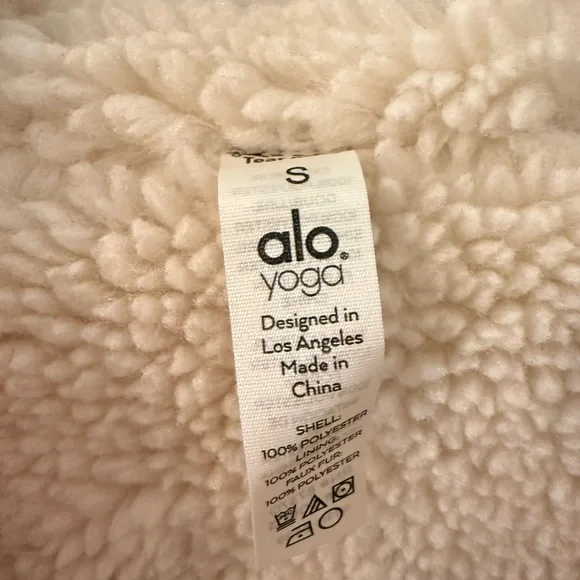 Tear
S
alo®
yoga
Designed in
Los Angeles
Made in
China
SHELL:
100% POLYESTER
LINING:
100% POLYESTER
FAUX FUR:
100% POLYESTER